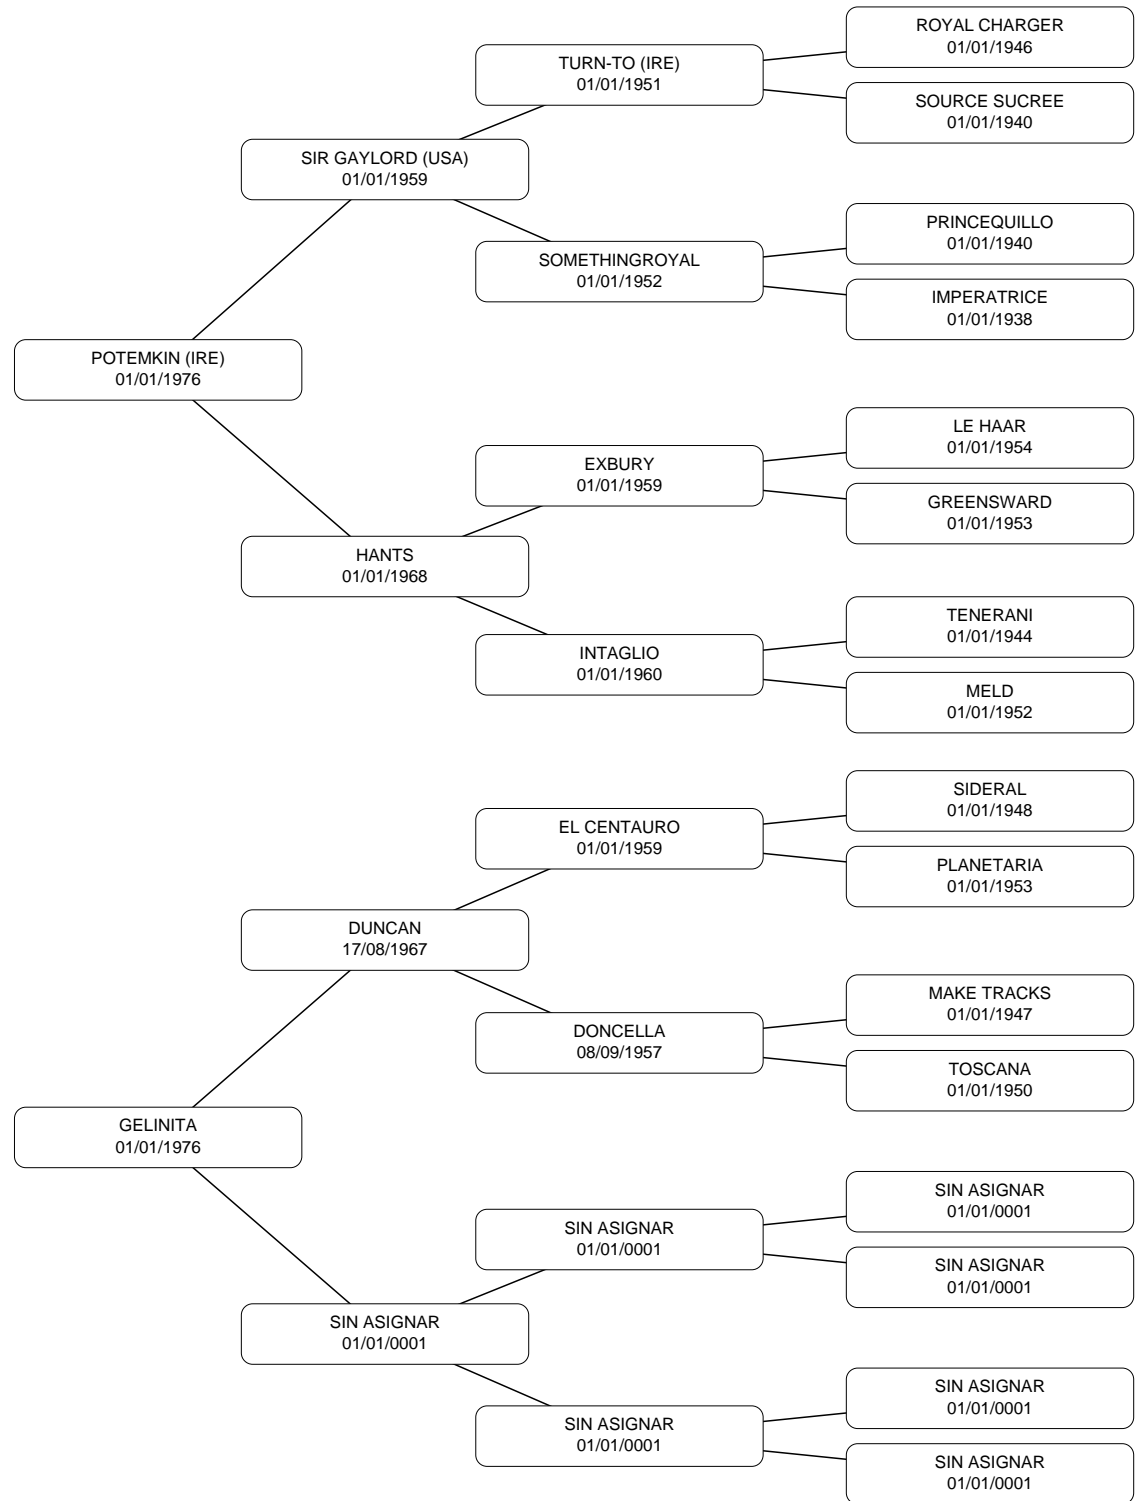 ROYAL CHARGER
01/01/1946
TURN-TO (IRE)
01/01/1951
SOURCE SUCREE
01/01/1940
SIR GAYLORD (USA)
01/01/1959
PRINCEQUILLO
01/01/1940
SOMETHINGROYAL
01/01/1952
IMPERATRICE
01/01/1938
POTEMKIN (IRE)
01/01/1976
LE HAAR
01/01/1954
EXBURY
01/01/1959
GREENSWARD
01/01/1953
HANTS
01/01/1968
TENERANI
01/01/1944
INTAGLIO
01/01/1960
MELD
01/01/1952
SIDERAL
01/01/1948
EL CENTAURO
01/01/1959
PLANETARIA
01/01/1953
DUNCAN
17/08/1967
MAKE TRACKS
01/01/1947
DONCELLA
08/09/1957
TOSCANA
01/01/1950
GELINITA
01/01/1976
SIN ASIGNAR
01/01/0001
SIN ASIGNAR
01/01/0001
SIN ASIGNAR
01/01/0001
SIN ASIGNAR
01/01/0001
SIN ASIGNAR
01/01/0001
SIN ASIGNAR
01/01/0001
SIN ASIGNAR
01/01/0001